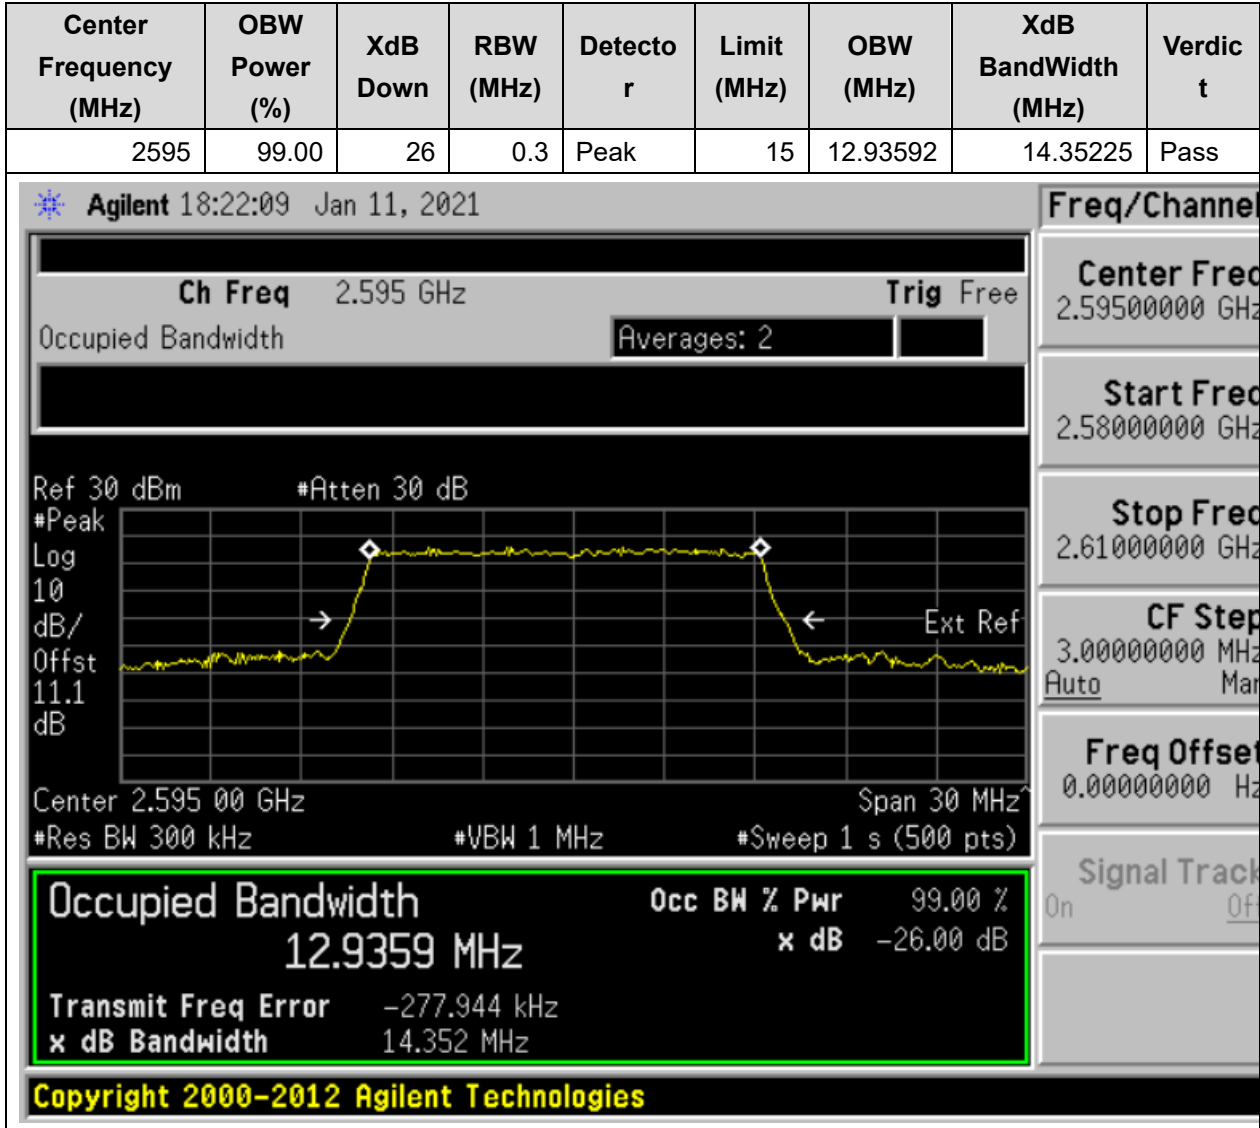 Center Frequency (MHz) OBW Power (%) XdB Down RBW (MHz) Detecto r Limit (MHz) OBW (MHz) XdB BandWidth (MHz) Verdic t
2595 99.00 26 0.3 Peak 15 12.93592 14.35225 Pass
Agilent 18:22:09 Jan 11, 2021
Ch Freq 2.595 GHz Trig Free
Occupied Bandwidth Averages: 2
Ref 30 dBm #Atten 30 dB
#Peak
Log
10
dB/
Offst
11.1
dB
Ext Ref
Center 2.595 00 GHz Span 30 MHz^
#Res BW 300 kHz #VBW 1 MHz #Sweep 1 s (500 pts)
Occupied Bandwidth Occ BW % Pwr 99.00 %
12.9359 MHz x dB -26.00 dB
Transmit Freq Error -277.944 kHz
x dB Bandwidth 14.352 MHz
Copyright 2000-2012 Agilent Technologies
Freq/Channel
Center Freq
2.59500000 GHz
Start Freq
2.58000000 GHz
Stop Freq
2.61000000 GHz
CF Step
3.00000000 MHz
Auto Man
Freq Offset
0.00000000 Hz
Signal Track
On Off